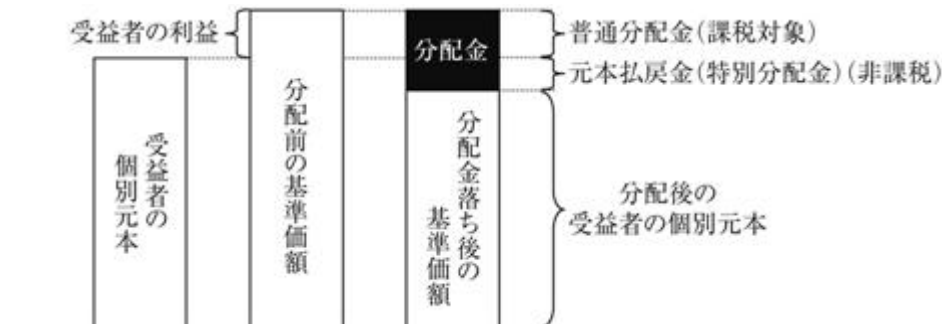 受益者の利益
普通分配金(課税対象)
分配金
元本払戻金(特別分配金)(非課税)
受益者の
個別元本
分配前の基準価額
分配金落ち後の
基準価額
分配後の
受益者の個別元本